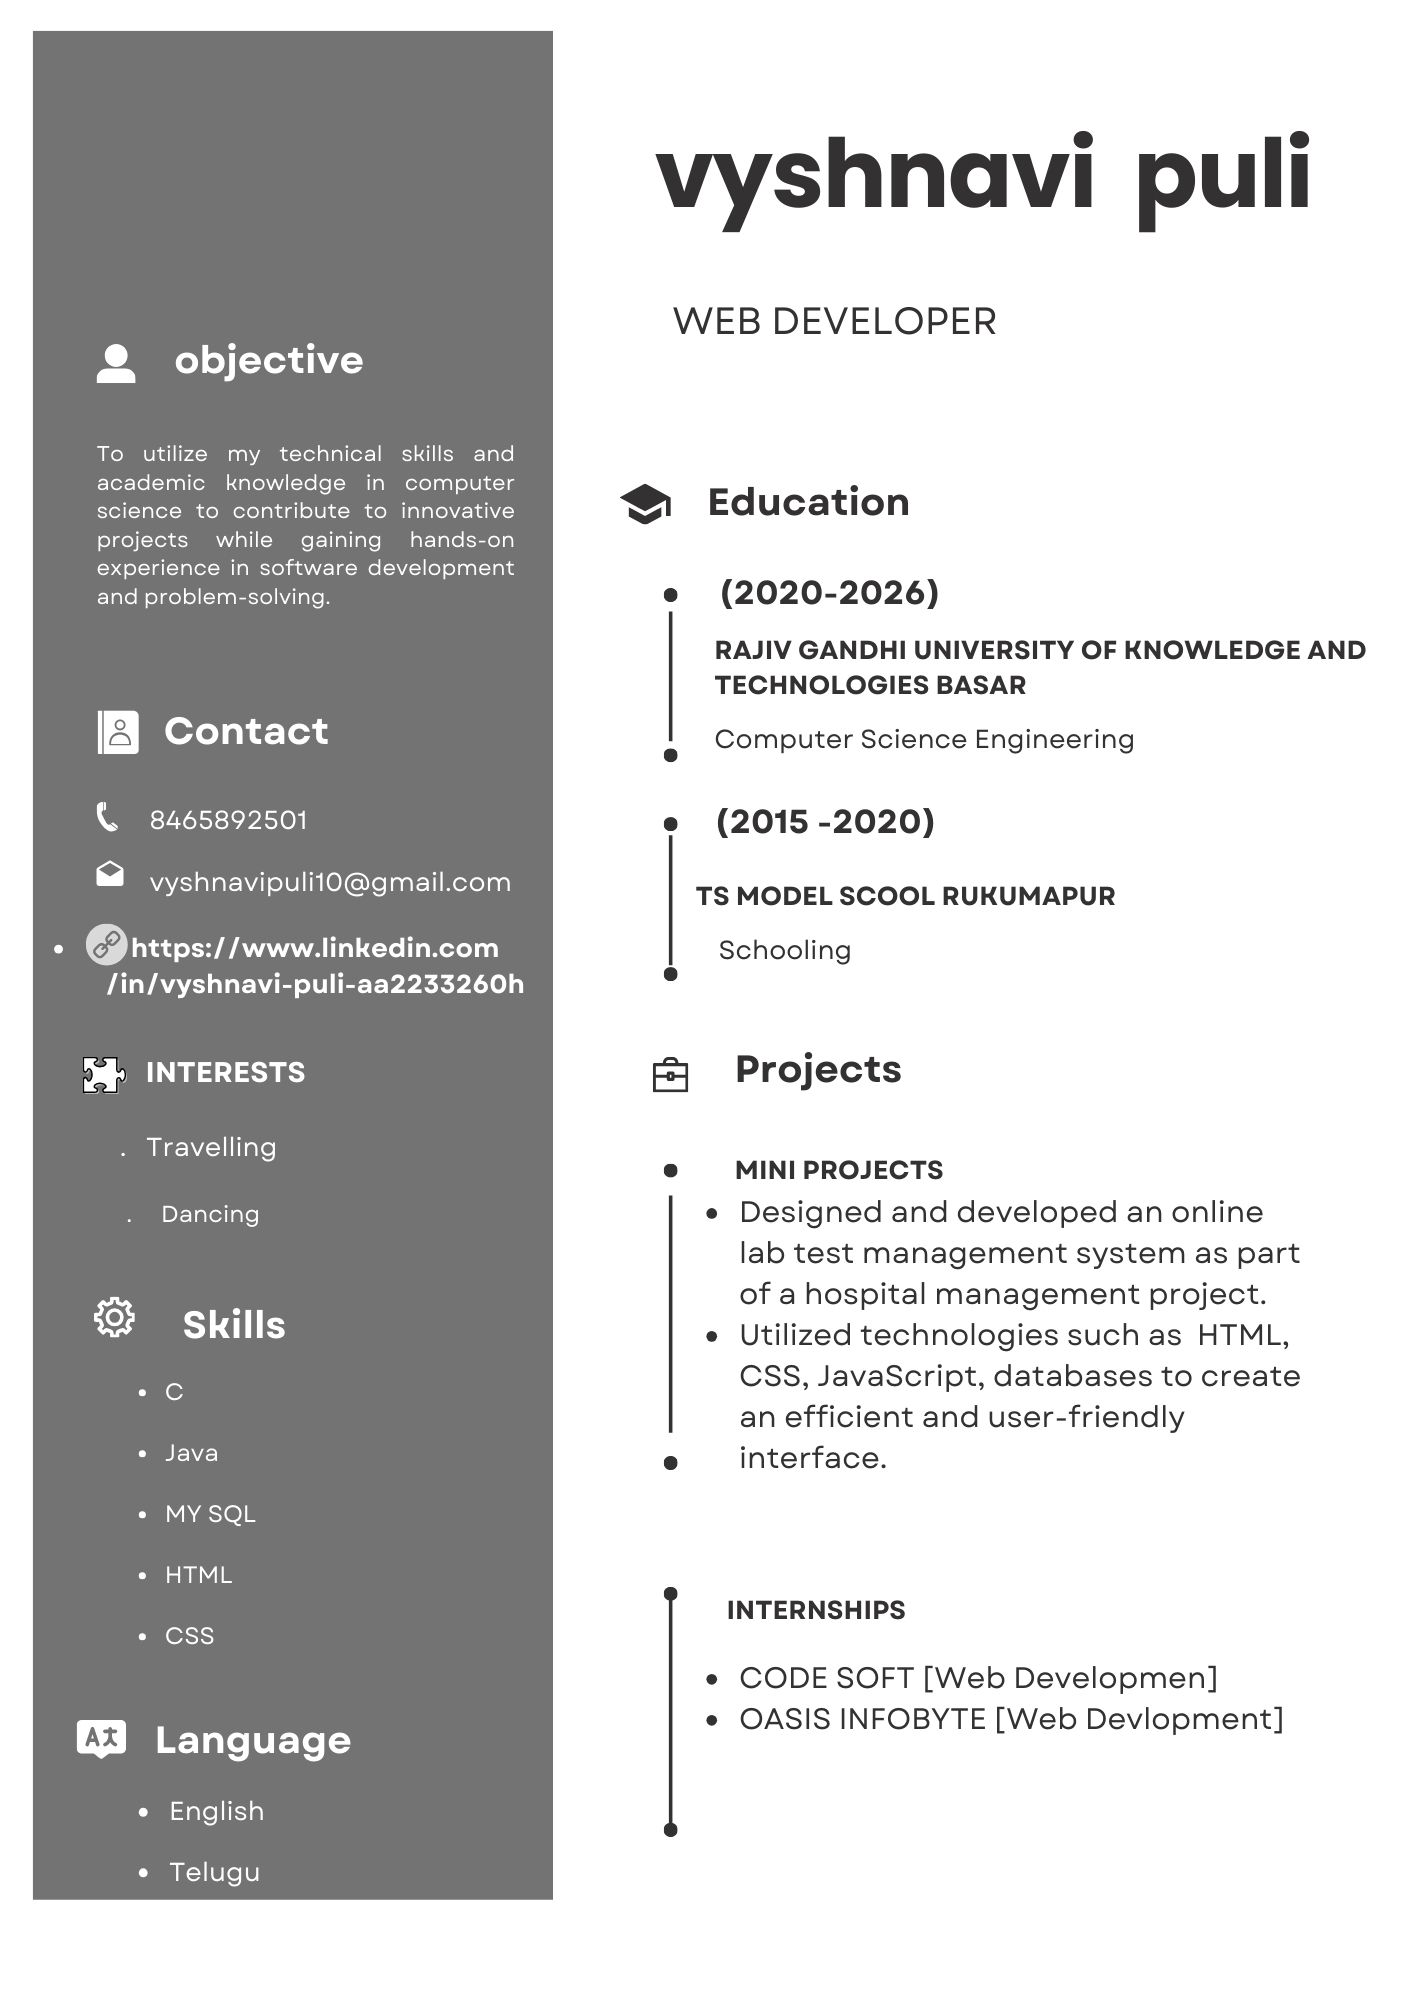 vyshnavi puli
WEB DEVELOPER
objective
To utilize my technical skills and
academic knowledge in computer
science to contribute to innovative
projects while gaining hands-on
experience in software development
and problem-solving.
Contact
8465892501
vyshnavipuli10@gmail.com
• https://www.linkedin.com
/in/vyshnavi-puli-aa2233260h
INTERESTS
. Travelling
. Dancing
Skills
• C
• Java
• MY SQL
• HTML
• CSS
Language
• English
• Telugu
Education
(2020-2026)
RAJIV GANDHI UNIVERSITY OF KNOWLEDGE AND
TECHNOLOGIES BASAR
Computer Science Engineering
(2015 -2020)
TS MODEL SCOOL RUKUMAPUR
Schooling
Projects
MINI PROJECTS
• Designed and developed an online
lab test management system as part
of a hospital management project.
• Utilized technologies such as  HTML,
CSS, JavaScript, databases to create
an efficient and user-friendly
interface.
INTERNSHIPS
• CODE SOFT [Web Developmen]
• OASIS INFOBYTE [Web Devlopment]